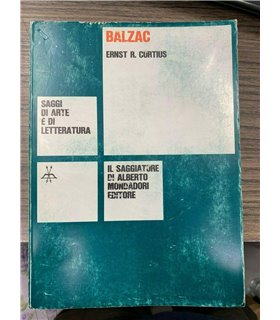 BALZAC
ERNST R. CURTIUS
SAGGI
DI ARTE
E DI
LETTERATURA
IL SAGGIATORE
DI ALBERTO
MONDADORI
EDITORE